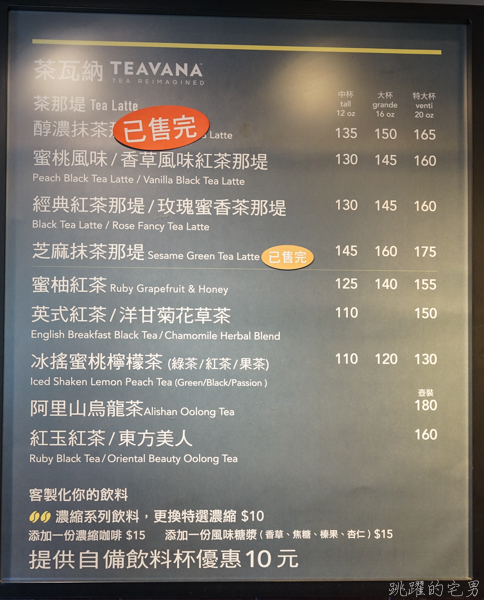 茶瓦納 TEAVANA
TEA REIMAGINED
茶那堤 Tea Latte
中杯 大杯 特大杯
tall grande venti
12 oz 16 oz 20 oz
醇濃抹茶 已售完 Latte 135 150 165
蜜桃風味/香草風味紅茶那堤 130 145 160
Peach Black Tea Latte / Vanilla Black Tea Latte
經典紅茶那堤/玫瑰蜜香茶那堤 130 145 160
Black Tea Latte / Rose Fancy Tea Latte
芝麻抹茶那堤 Sesame Green Tea Latte 已售完 145 160 175
蜜柚紅茶 Ruby Grapefruit & Honey 125 140 155
英式紅茶/洋甘菊花草茶 110 150
English Breakfast Black Tea/Chamomile Herbal Blend
冰搖蜜桃檸檬茶 (綠茶/紅茶/果茶) 110 120 130
Iced Shaken Lemon Peach Tea (Green/Black/Passion )
壺裝
阿里山烏龍茶Alishan Oolong Tea 180
紅玉紅茶/東方美人 160
Ruby Black Tea/Oriental Beauty Oolong Tea
客製化你的飲料
濃縮系列飲料，更換特選濃縮 $10
添加一份濃縮咖啡 $15 添加一份風味糖漿 ( 香草、焦糖、榛果、杏仁 ) $15
提供自備飲料杯優惠10元
跳躍的宅男